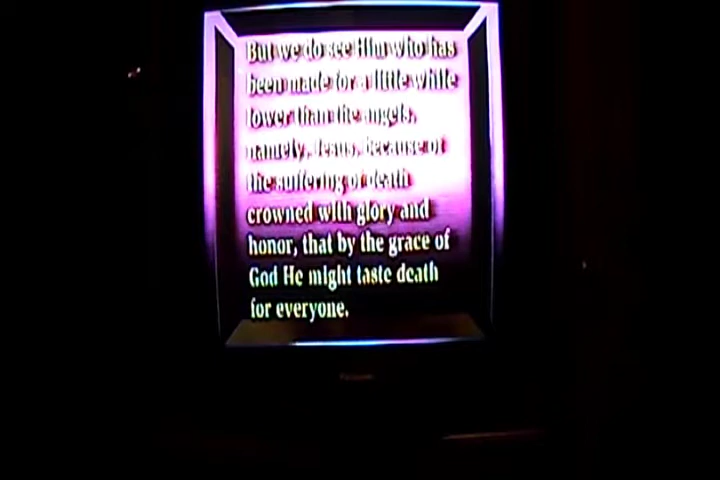 But we do see Him who has
been made for a little while
lower than the angels,
namely, Jesus, because of
the suffering of death
crowned with glory and
honor, that by the grace of
God He might taste death
for everyone.